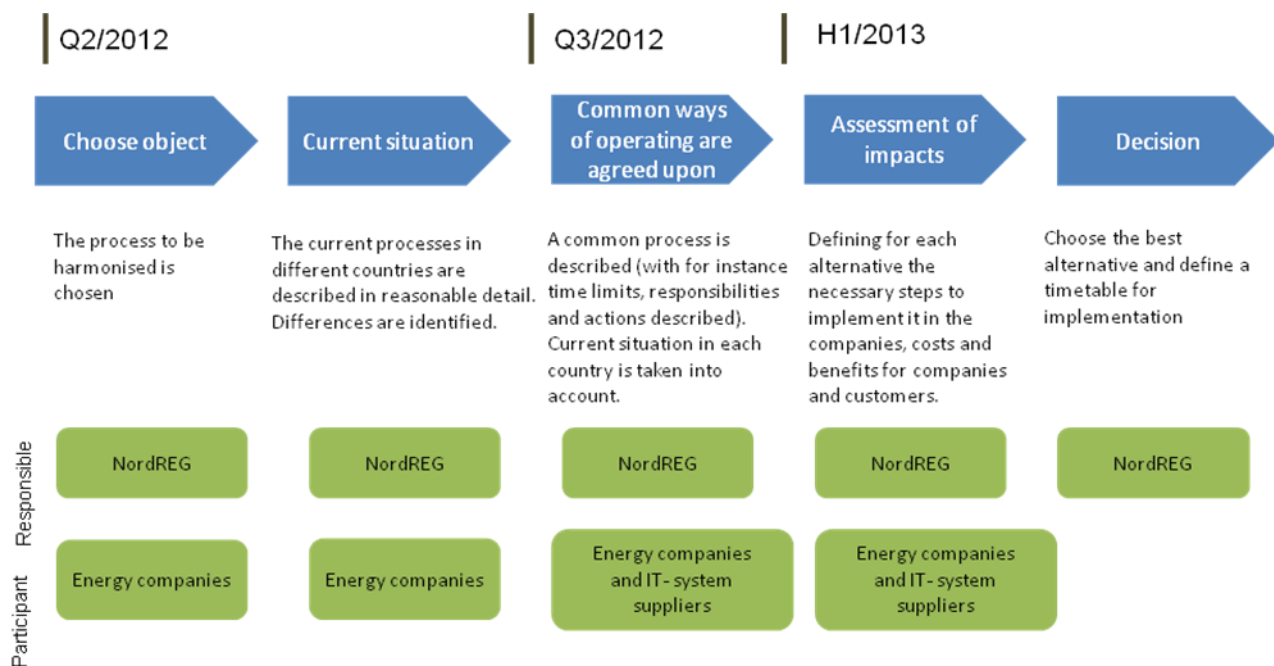 Q2/2012
Q3/2012
H1/2013
Choose object
Current situation
Common ways
of operating are
agreed upon
Assessment of
impacts
Decision
The process to be
harmonised is
chosen
The current processes in
different countries are
described in reasonable detail.
Differences are identified.
A common process is
described (with for instance
time limits, responsibilities
and actions described).
Current situation in each
country is taken into
account.
Defining for each
alternative the
necessary steps to
implement it in the
companies, costs and
benefits for companies
and customers.
Choose the best
alternative and define a
timetable for
implementation
Responsible
NordREG
NordREG
NordREG
NordREG
NordREG
Participant
Energy companies
Energy companies
Energy companies
and IT- system
suppliers
Energy companies
and IT- system
suppliers